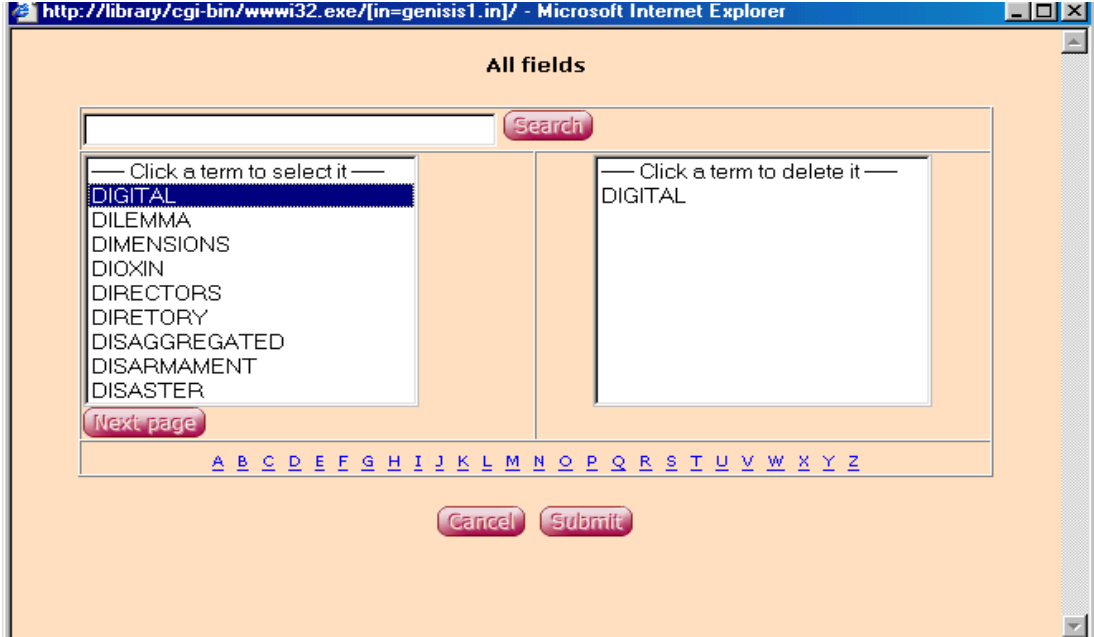 http://library/cgi-bin/wwwi32.exe/[in=genisis1.in]/ - Microsoft Internet Explorer
All fields
Search
—— Click a term to select it ——
DIGITAL
DILEMMA
DIMENSIONS
DIOXIN
DIRECTORS
DIRETORY
DISAGGREGATED
DISARMAMENT
DISASTER
—— Click a term to delete it ——
DIGITAL
Next page
A B C D E F G H I J K L M N O P Q R S T U V W X Y Z
Cancel Submit